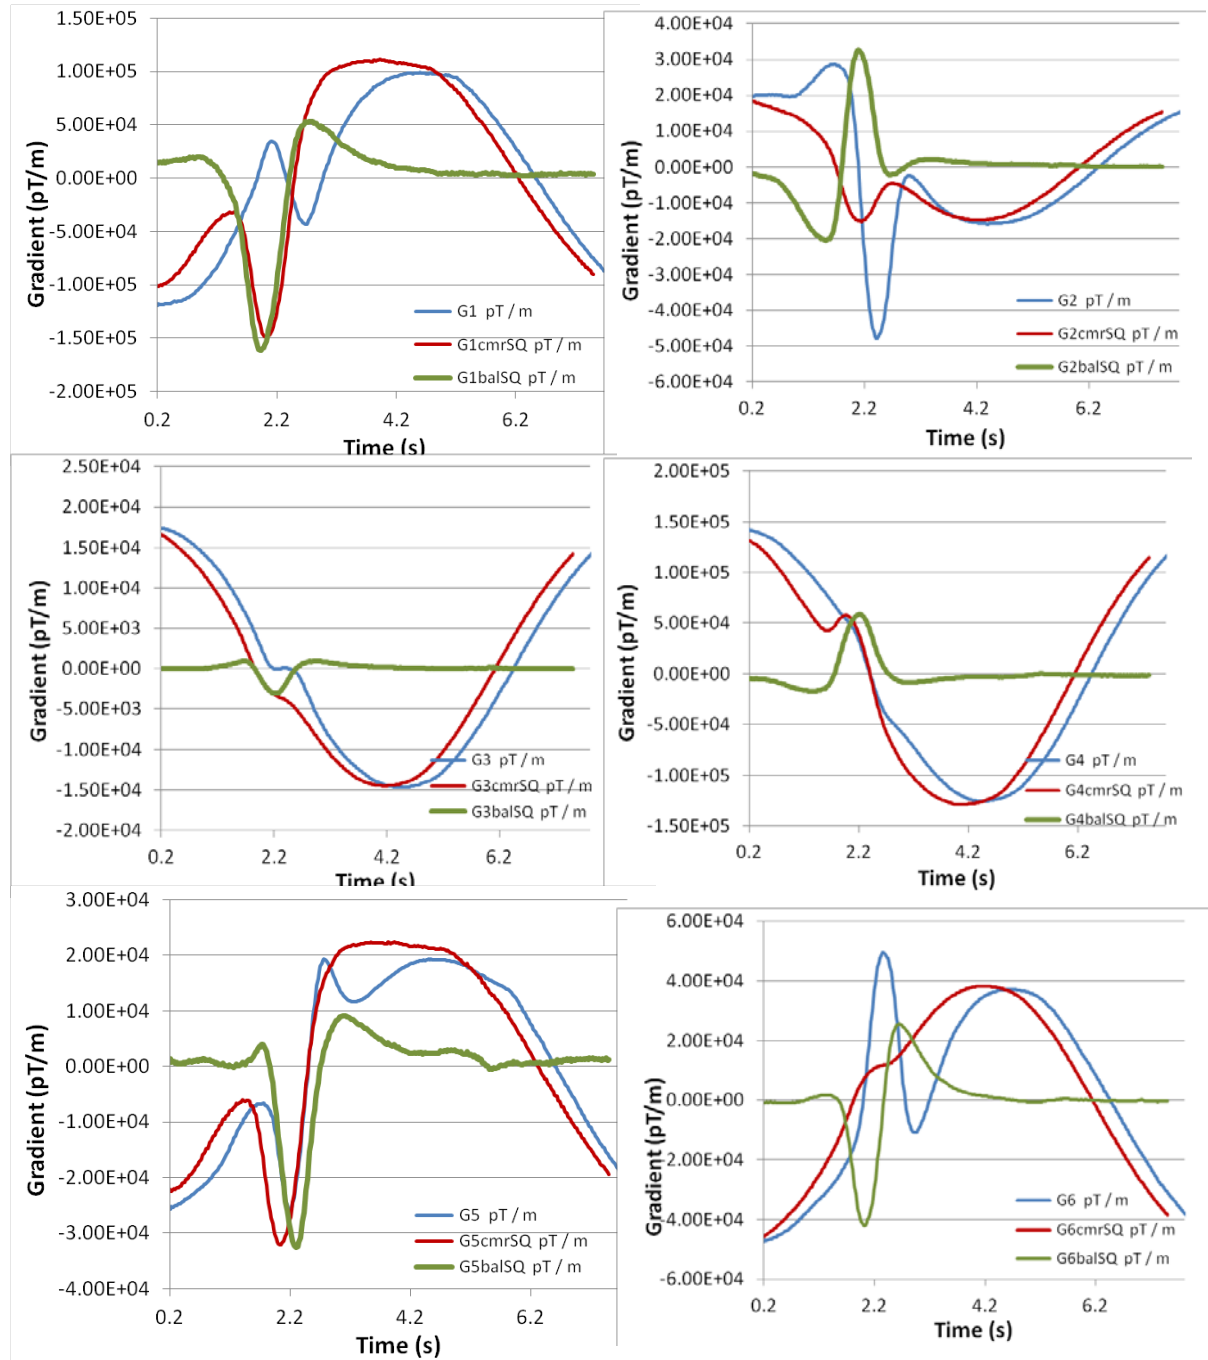 1.50E+05
1.00E+05
5.00E+04
0.00E+00
-5.00E+04
-1.00E+05
-1.50E+05
-2.00E+05
Gradient (pT/m)
G1 pT / m
G1cmrSQ pT / m
G1balSQ pT / m
0.2 2.2 4.2 6.2
Time (s)
4.00E+04
3.00E+04
2.00E+04
1.00E+04
0.00E+00
-1.00E+04
-2.00E+04
-3.00E+04
-4.00E+04
-5.00E+04
-6.00E+04
Gradient (pT/m)
G2 pT / m
G2cmrSQ pT / m
G2balSQ pT / m
0.2 2.2 4.2 6.2
Time (s)
2.50E+04
2.00E+04
1.50E+04
1.00E+04
5.00E+03
0.00E+00
-5.00E+03
-1.00E+04
-1.50E+04
-2.00E+04
Gradient (pT/m)
G3 pT / m
G3cmrSQ pT / m
G3balSQ pT / m
0.2 2.2 4.2 6.2
Time (s)
2.00E+05
1.50E+05
1.00E+05
5.00E+04
0.00E+00
-5.00E+04
-1.00E+05
-1.50E+05
Gradient (pT/m)
G4 pT / m
G4cmrSQ pT / m
G4balSQ pT / m
0.2 2.2 4.2 6.2
Time (s)
3.00E+04
2.00E+04
1.00E+04
0.00E+00
-1.00E+04
-2.00E+04
-3.00E+04
-4.00E+04
Gradient (pT/m)
G5 pT / m
G5cmrSQ pT / m
G5balSQ pT / m
0.2 2.2 4.2 6.2
Time (s)
6.00E+04
4.00E+04
2.00E+04
0.00E+00
-2.00E+04
-4.00E+04
-6.00E+04
Gradient (pT/m)
G6 pT / m
G6cmrSQ pT / m
G6balSQ pT / m
0.2 2.2 4.2 6.2
Time (s)